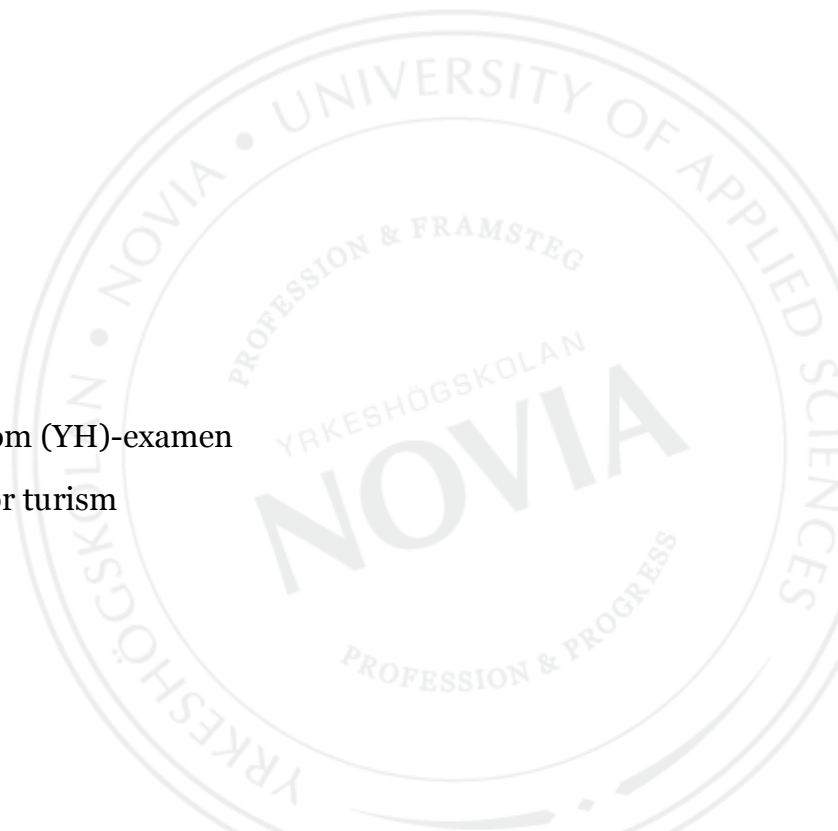 UNIVERSITY OF APPLIED SCIENCES
YRKESHÖGSKOLAN • NOVIA •
PROFESSION & FRAMSTEG
YRKESHÖGSKOLAN
NOVIA
PROFESSION & PROGRESS
om (YH)-examen
r turism